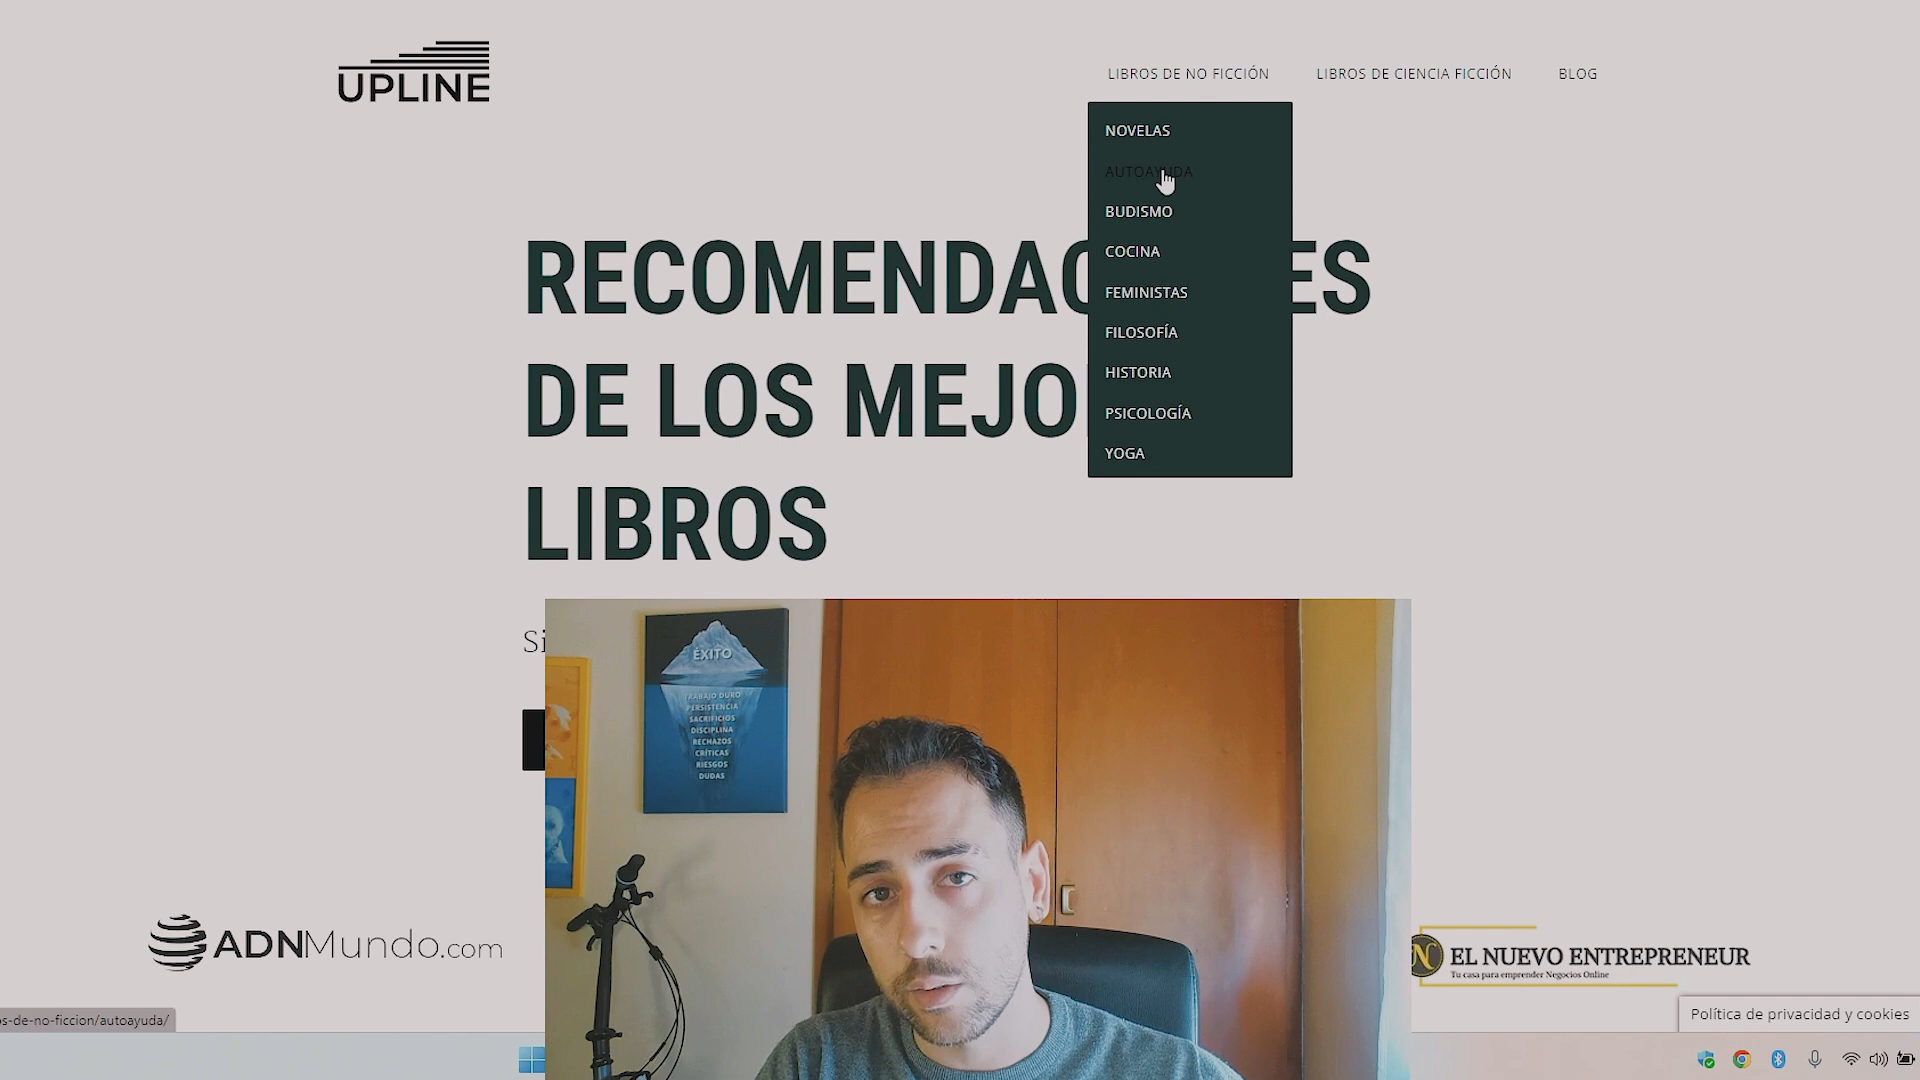 UPLINE
LIBROS DE NO FICCIÓN
LIBROS DE CIENCIA FICCIÓN
BLOG
NOVELAS
AUTOAYUDA
BUDISMO
COCINA
FEMINISTAS
FILOSOFÍA
HISTORIA
PSICOLOGÍA
YOGA
RECOMENDAC ES
DE LOS MEJO
LIBROS
Si
ÉXITO
TRABAJO DURO
PERSISTENCIA
SACRIFICIOS
DISCIPLINA
RECHAZOS
CRÍTICAS
RIESGOS
DUDAS
ADNMundo.com
N EL NUEVO ENTREPRENEUR
Tu casa para emprender Negocios Online
s-de-no-ficcion/autoayuda/
Política de privacidad y cookies